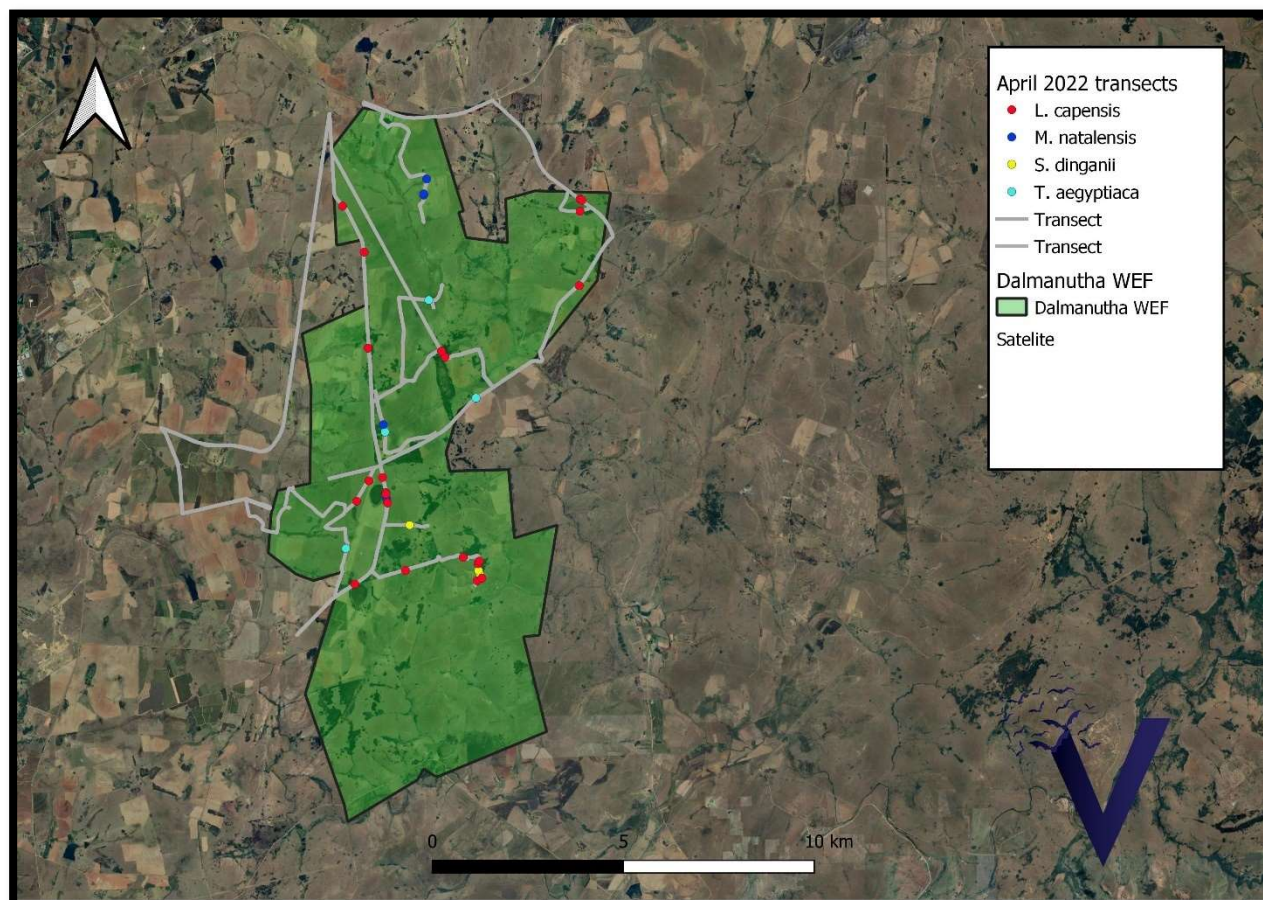 April 2022 transects
L. capensis
M. natalensis
S. dinganii
T. aegyptiaca
Transect
Transect
Dalmanutha WEF
Dalmanutha WEF
Satelite
0 5 10 km